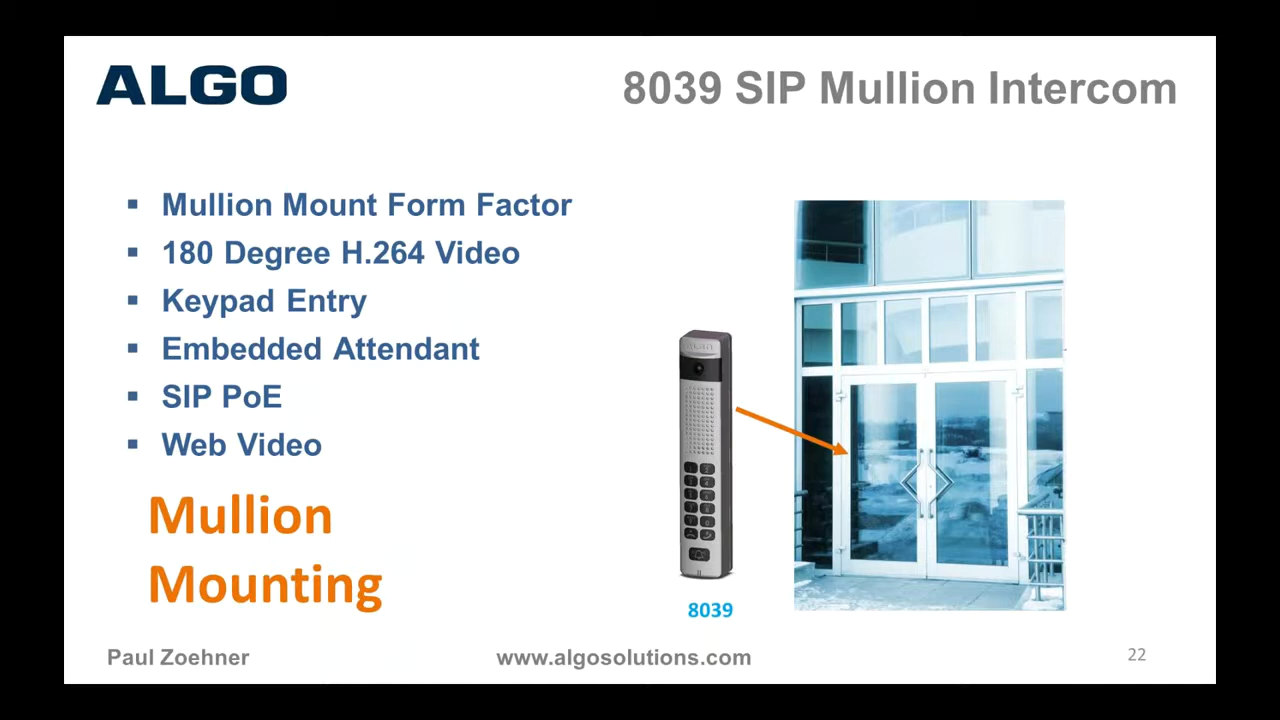 ALGO
8039 SIP Mullion Intercom
▪ Mullion Mount Form Factor
▪ 180 Degree H.264 Video
▪ Keypad Entry
▪ Embedded Attendant
▪ SIP PoE
▪ Web Video
Mullion
Mounting
ALGO
8039
Paul Zoehner
www.algosolutions.com
22